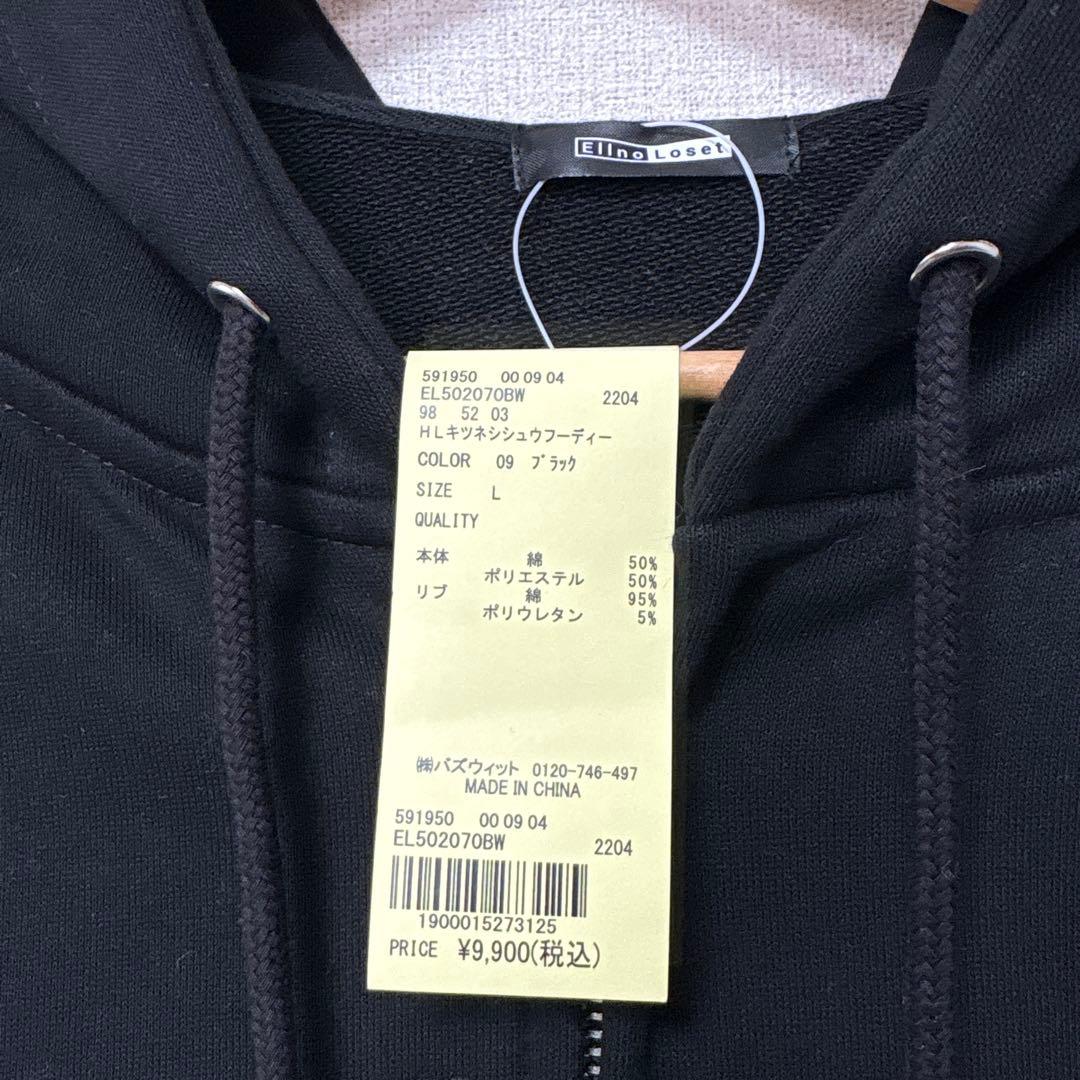 Ellno Loset
591950 00 09 04
EL502070BW 2204
98 52 03
HLキツネシシュウフーディー
COLOR 09 ブラック
SIZE L
QUALITY
本体 綿 50%
ポリエステル 50%
リブ 綿 95%
ポリウレタン 5%
㈱バズウィット 0120-746-497
MADE IN CHINA
591950 00 09 04
EL502070BW 2204
1900015273125
PRICE ¥9,900(税込)